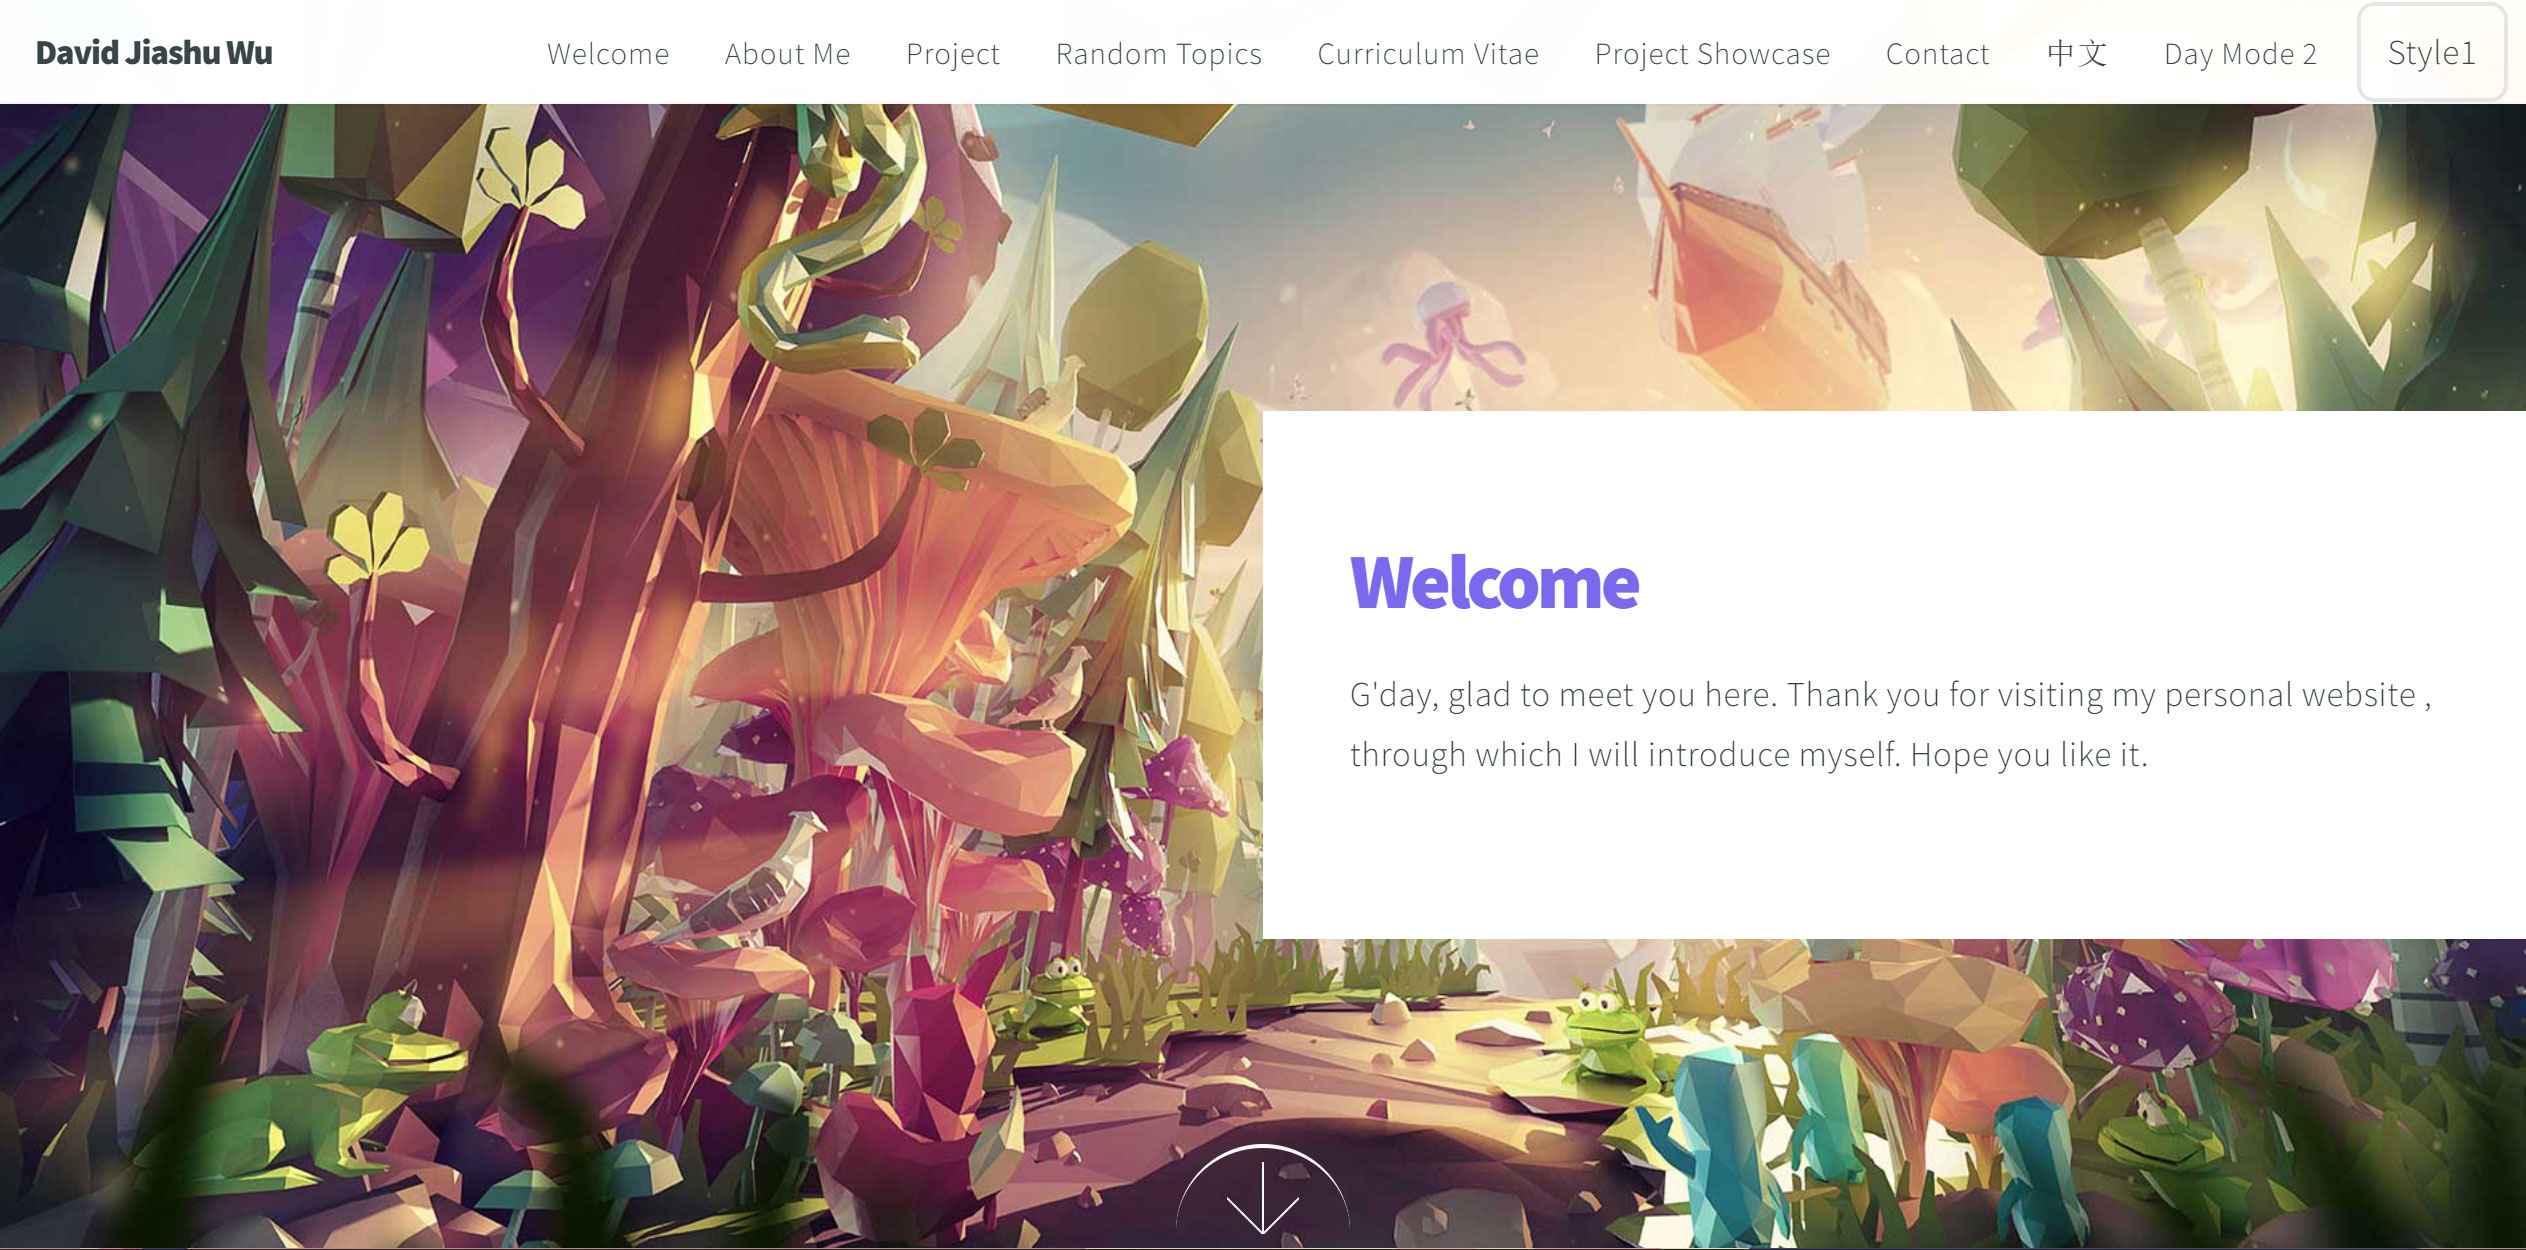 David Jiashu Wu Welcome About Me Project Random Topics Curriculum Vitae Project Showcase Contact 中文 Day Mode 2 Style1
Welcome
G'day, glad to meet you here. Thank you for visiting my personal website ,
through which I will introduce myself. Hope you like it.